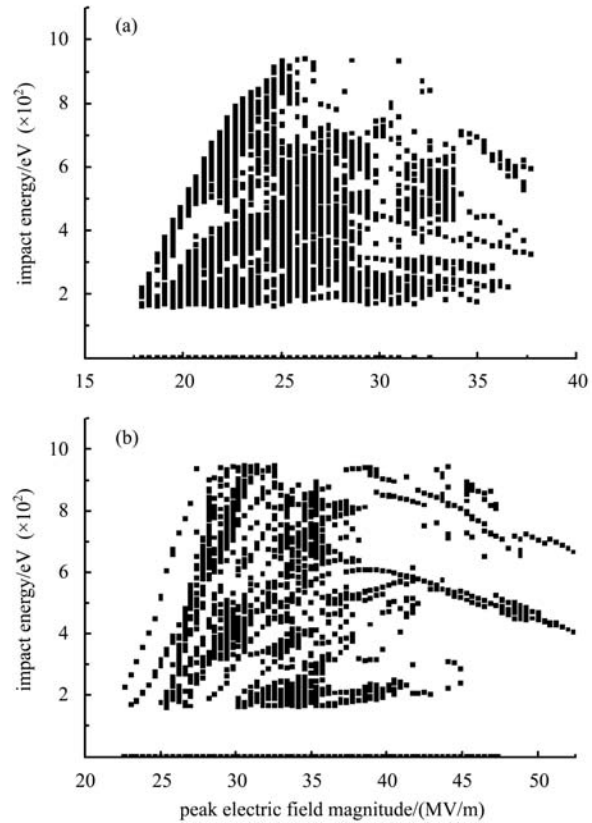 (a)
10
8
6
4
2
impact energy/eV (×10²)
15 20 25 30 35 40
(b)
10
8
6
4
2
impact energy/eV (×10²)
20 25 30 35 40 45 50
peak electric field magnitude/(MV/m)